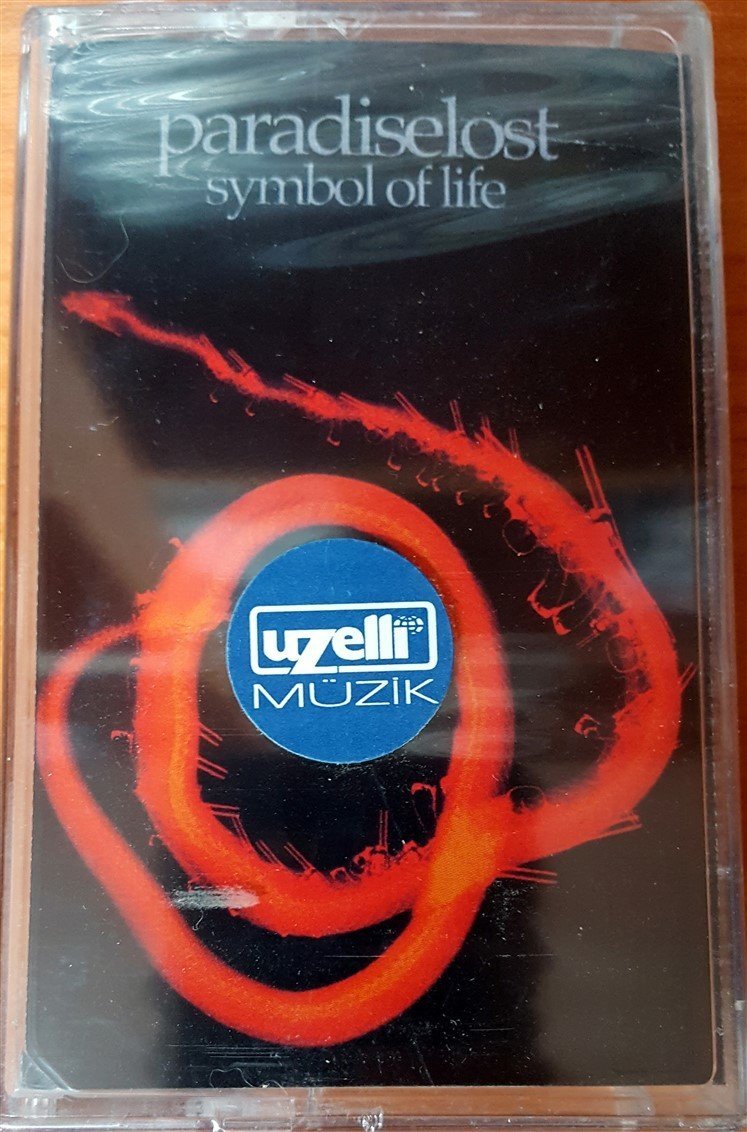 paradiselost
symbol of life
uzelli
MÜZİK